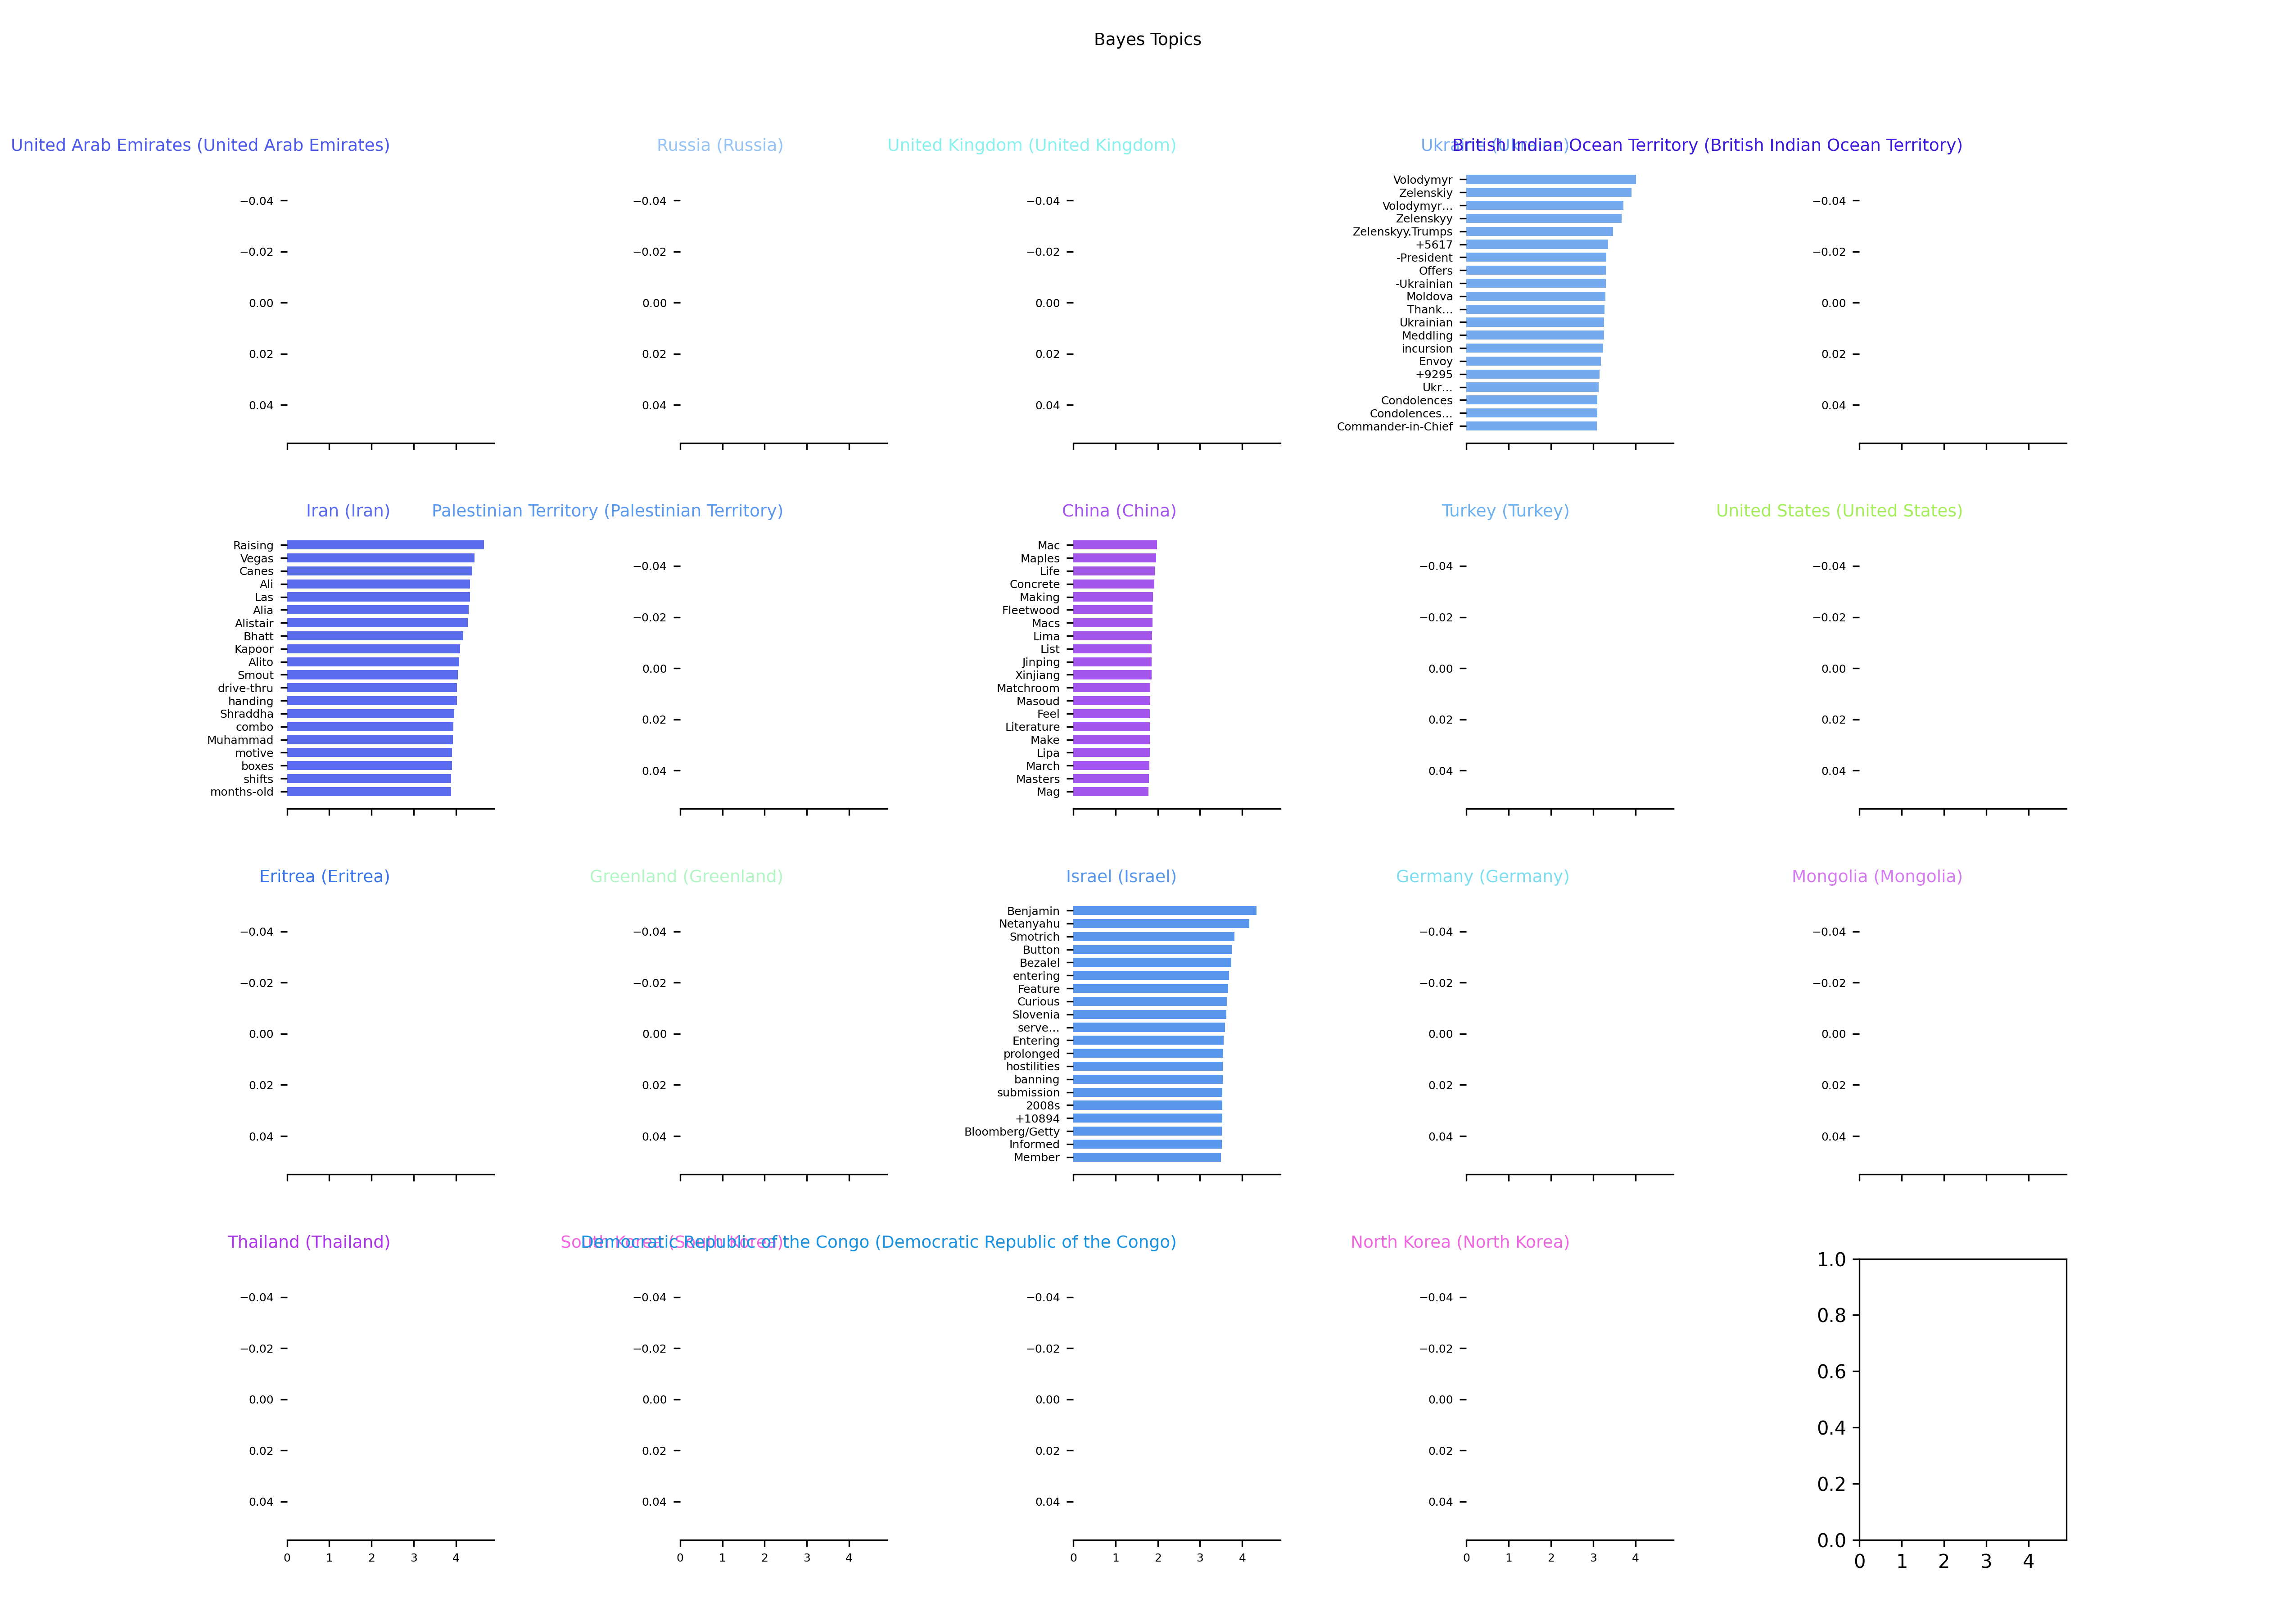 Bayes Topics
United Arab Emirates (United Arab Emirates)
−0.04
−0.02
0.00
0.02
0.04
Russia (Russia)
−0.04
−0.02
0.00
0.02
0.04
United Kingdom (United Kingdom)
−0.04
−0.02
0.00
0.02
0.04
Ukraine (Ukraine)
Volodymyr
Zelenskiy
Volodymyr…
Zelenskyy
Zelenskyy.Trumps
+5617
-President
Offers
-Ukrainian
Moldova
Thank…
Ukrainian
Meddling
incursion
Envoy
+9295
Ukr…
Condolences
Condolences…
Commander-in-Chief
British Indian Ocean Territory (British Indian Ocean Territory)
−0.04
−0.02
0.00
0.02
0.04
Iran (Iran)
Raising
Vegas
Canes
Ali
Las
Alia
Alistair
Bhatt
Kapoor
Alito
Smout
drive-thru
handing
Shraddha
combo
Muhammad
motive
boxes
shifts
months-old
Palestinian Territory (Palestinian Territory)
−0.04
−0.02
0.00
0.02
0.04
China (China)
Mac
Maples
Life
Concrete
Making
Fleetwood
Macs
Lima
List
Jinping
Xinjiang
Matchroom
Masoud
Feel
Literature
Make
Lipa
March
Masters
Mag
Turkey (Turkey)
−0.04
−0.02
0.00
0.02
0.04
United States (United States)
−0.04
−0.02
0.00
0.02
0.04
Eritrea (Eritrea)
−0.04
−0.02
0.00
0.02
0.04
Greenland (Greenland)
−0.04
−0.02
0.00
0.02
0.04
Israel (Israel)
Benjamin
Netanyahu
Smotrich
Button
Bezalel
entering
Feature
Curious
Slovenia
serve…
Entering
prolonged
hostilities
banning
submission
2008s
+10894
Bloomberg/Getty
Informed
Member
Germany (Germany)
−0.04
−0.02
0.00
0.02
0.04
Mongolia (Mongolia)
−0.04
−0.02
0.00
0.02
0.04
Thailand (Thailand)
−0.04
−0.02
0.00
0.02
0.04
0 1 2 3 4
South Korea (South Korea)
−0.04
−0.02
0.00
0.02
0.04
0 1 2 3 4
Democratic Republic of the Congo (Democratic Republic of the Congo)
−0.04
−0.02
0.00
0.02
0.04
0 1 2 3 4
North Korea (North Korea)
−0.04
−0.02
0.00
0.02
0.04
0 1 2 3 4
1.0
0.8
0.6
0.4
0.2
0.0
0 1 2 3 4